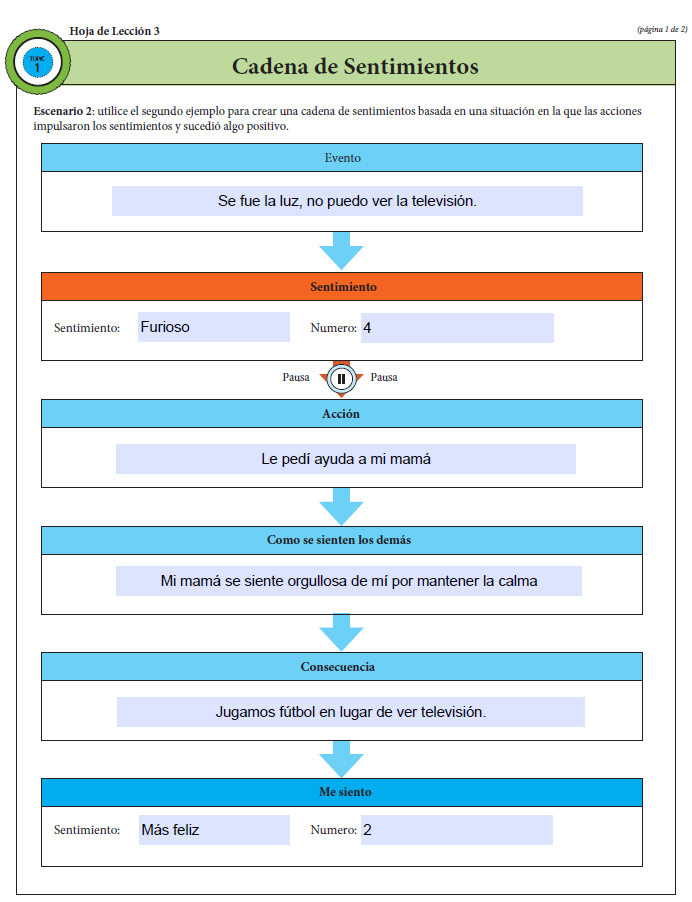 Hoja de Lección 3
(página 1 de 2)
TOPIC
1
Cadena de Sentimientos
Escenario 2: utilice el segundo ejemplo para crear una cadena de sentimientos basada en una situación en la que las acciones
impulsaron los sentimientos y sucedió algo positivo.
Evento
Se fue la luz, no puedo ver la televisión.
Sentimiento
Sentimiento: Furioso Numero: 4
Pausa Pausa
Acción
Le pedí ayuda a mi mamá
Como se sienten los demás
Mi mamá se siente orgullosa de mí por mantener la calma
Consecuencia
Jugamos fútbol en lugar de ver televisión.
Me siento
Sentimiento: Más feliz Numero: 2